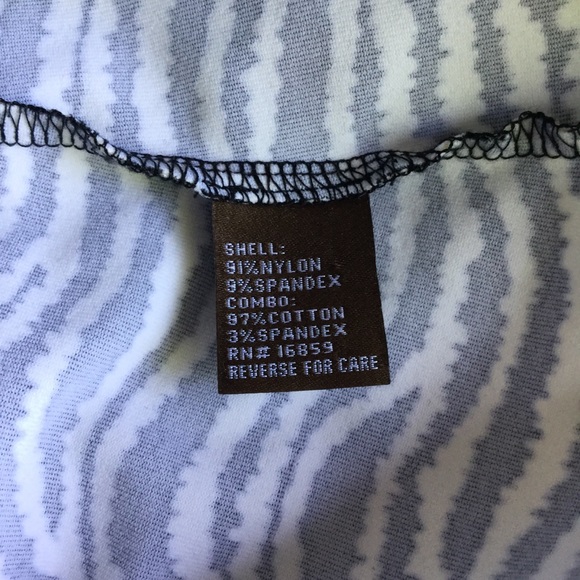 SHELL:
91%NYLON
9%SPANDEX
COMBO:
97%COTTON
3%SPANDEX
RN# 16859
REVERSE FOR CARE